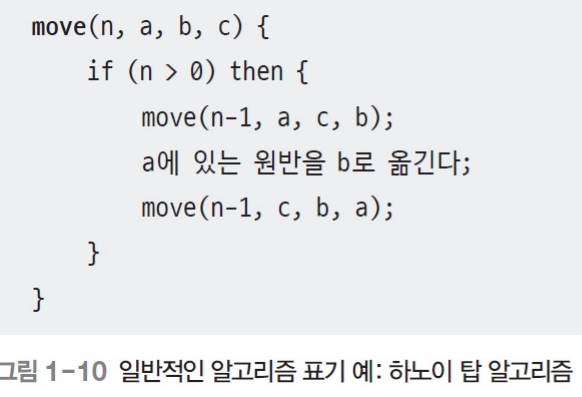 move(n, a, b, c) {
if (n > 0) then {
move(n-1, a, c, b);
a에 있는 원반을 b로 옮긴다;
move(n-1, c, b, a);
}
}
그림 1-10 일반적인 알고리즘 표기 예: 하노이 탑 알고리즘